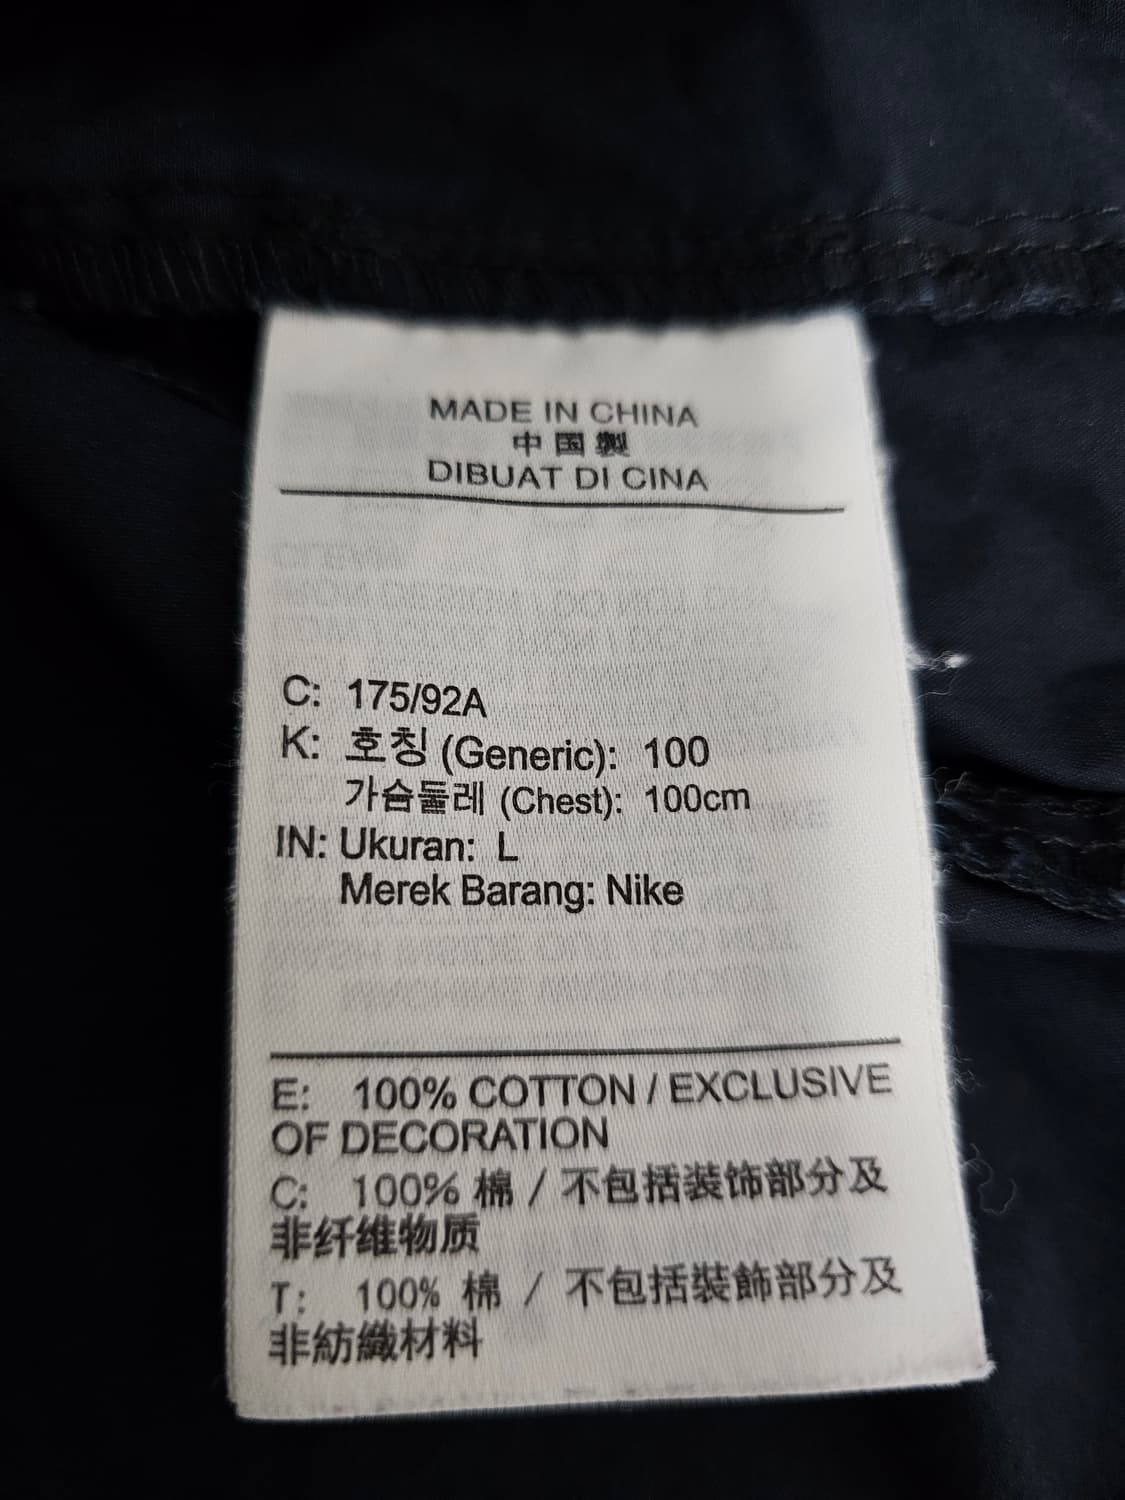 MADE IN CHINA
中国製
DIBUAT DI CINA
C: 175/92A
K: 호칭 (Generic): 100
가슴둘레 (Chest): 100cm
IN: Ukuran: L
Merek Barang: Nike
E: 100% COTTON / EXCLUSIVE
OF DECORATION
C: 100% 棉 / 不包括装饰部分及
非纤维物质
T: 100% 棉 / 不包括裝飾部分及
非紡織材料